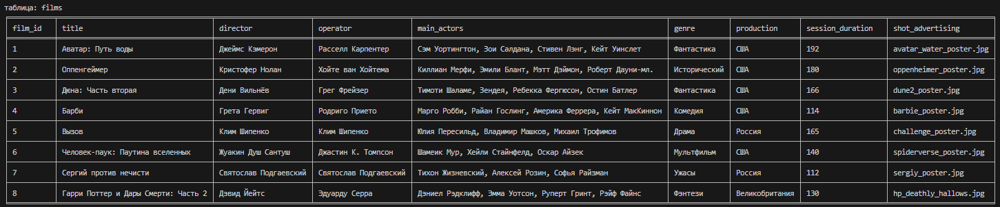 таблица: films
film_id title director operator main_actors genre production session_duration shot_advertising
1 Аватар: Путь воды Джеймс Кэмерон Расселл Карпентер Сэм Уортингтон, Зои Салдана, Стивен Лэнг, Кейт Уинслет Фантастика США 192 avatar_water_poster.jpg
2 Оппенгеймер Кристофер Нолан Хойте ван Хойтема Киллиан Мерфи, Эмили Блант, Мэтт Дэймон, Роберт Дауни-мл. Исторический США 180 oppenheimer_poster.jpg
3 Дюна: Часть вторая Дени Вильнёв Грег Фрейзер Тимоти Шаламе, Зендея, Ребекка Фергюсон, Остин Батлер Фантастика США 166 dune2_poster.jpg
4 Барби Грета Гервиг Родриго Прието Марго Робби, Райан Гослинг, Америка Феррера, Кейт МакКиннон Комедия США 114 barbie_poster.jpg
5 Вызов Клим Шипенко Клим Шипенко Юлия Пересильд, Владимир Машков, Михаил Трофимов Драма Россия 165 challenge_poster.jpg
6 Человек-паук: Паутина вселенных Жуакин Душ Сантуш Джастин К. Томпсон Шамеик Мур, Хейли Стайнфелд, Оскар Айзек Мультфильм США 140 spiderverse_poster.jpg
7 Сергий против нечисти Святослав Подгаевский Святослав Подгаевский Тихон Жизневский, Алексей Розин, Софья Райзман Ужасы Россия 112 sergiy_poster.jpg
8 Гарри Поттер и Дары Смерти: Часть 2 Дэвид Йейтс Эдуарду Серра Дэниел Рэдклифф, Эмма Уотсон, Руперт Гринт, Рэйф Файнс Фэнтези Великобритания 130 hp_deathly_hallows.jpg